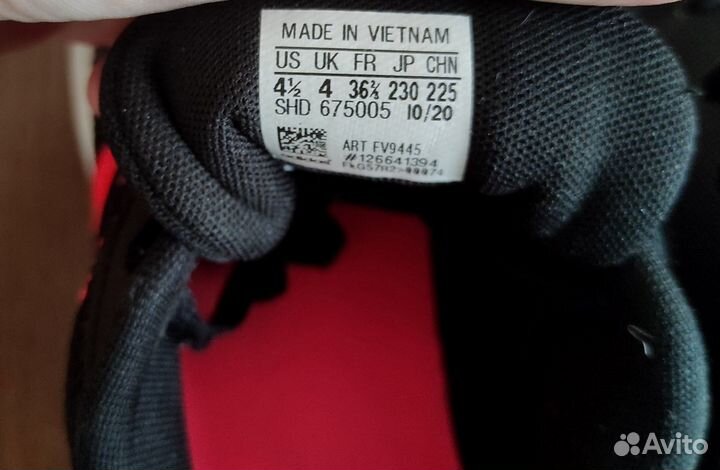 MADE IN VIETNAM
US UK FR JP CHN
4½ 4 36⅔ 230 225
SHD 675005 10/20
ART FV9445
#126641394
Avito